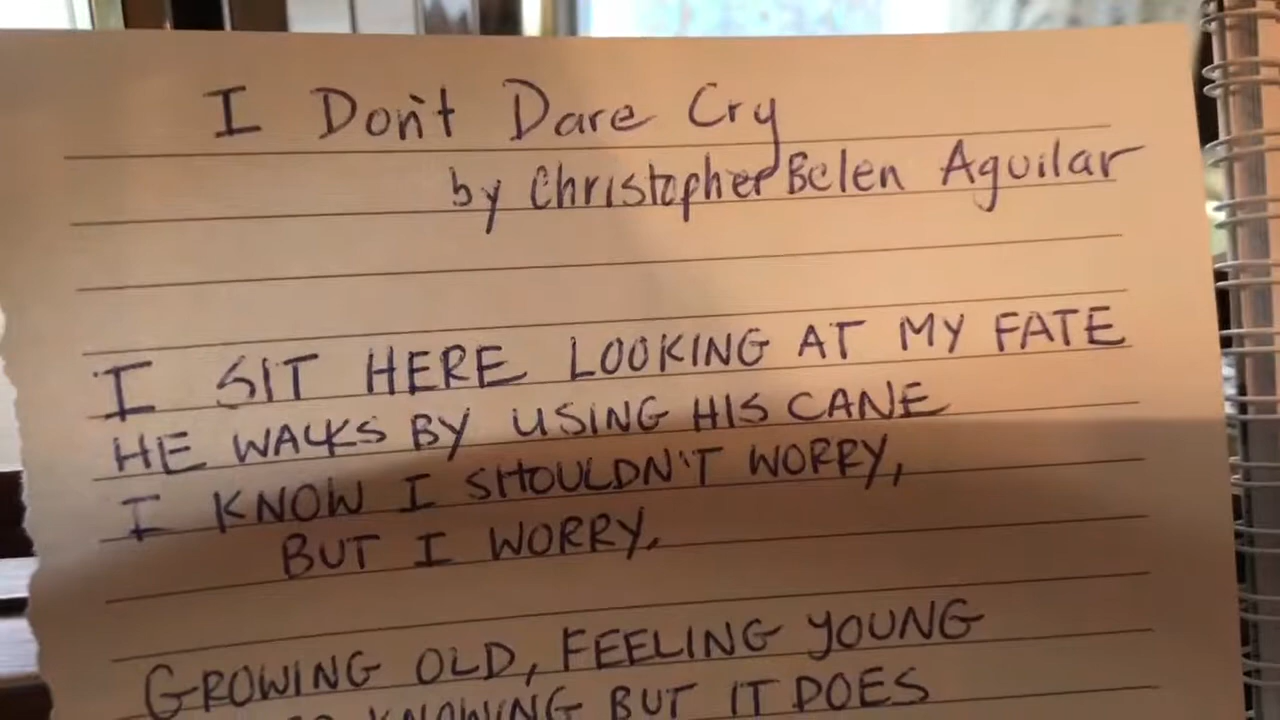 I Don't Dare Cry
by Christopher Belen Aguilar
I SIT HERE LOOKING AT MY FATE
HE WALKS BY USING HIS CANE
I KNOW I SHOULDN'T WORRY,
BUT I WORRY.
GROWING OLD, FEELING YOUNG
KNOWING BUT IT DOES